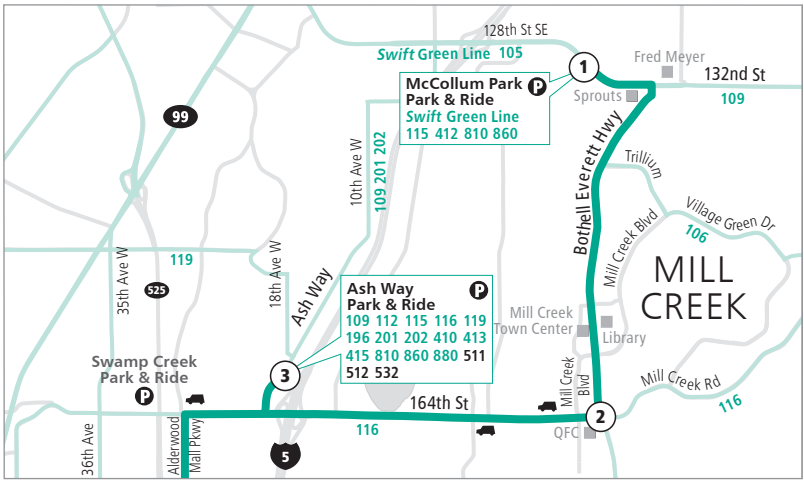 128th St SE
Swift Green Line 105
Fred Meyer
1
132nd St
McCollum Park P
Park & Ride
Swift Green Line
115 412 810 860
Sprouts
109
99
10th Ave W
109 201 202
Bothell Everett Hwy
Trillium
Village Green Dr
106
Mill Creek Blvd
MILL
CREEK
119
35th Ave W
525
18th Ave W
Ash Way
Ash Way P
Park & Ride
109 112 115 116 119
196 201 202 410 413
415 810 860 880 511
512 532
Mill Creek
Town Center
Library
Swamp Creek
Park & Ride
P
3
Mill Creek
Blvd
Mill Creek Rd
116
164th St
2
116
QFC
36th Ave
Alderwood
Mall Pkwy
5